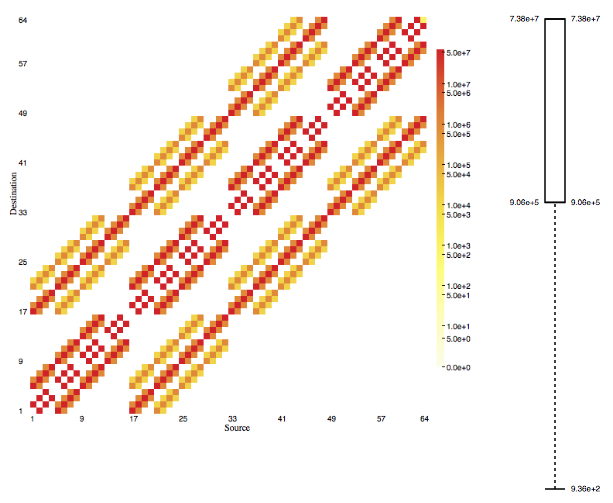 64
57
49
41
33
25
17
9
1
Destination
1 9 17 25 33 41 49 57 64
Source
5.0e+7
1.0e+7
5.0e+6
1.0e+6
5.0e+5
1.0e+5
5.0e+4
1.0e+4
5.0e+3
1.0e+3
5.0e+2
1.0e+2
5.0e+1
1.0e+1
5.0e+0
0.0e+0
7.38e+7 7.38e+7
9.06e+5 9.06e+5
9.36e+2